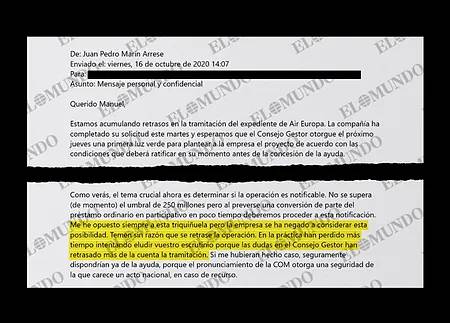 De: Juan Pedro Marín Arrese
Enviado el: viernes, 16 de octubre de 2020 14:07
Para:
Asunto: Mensaje personal y confidencial
Querido Manuel,
Estamos acumulando retrasos en la tramitación del expediente de Air Europa. La compañía ha
completado su solicitud este martes y esperamos que el Consejo Gestor otorgue el próximo
jueves una primera luz verde para plantear a la empresa el proyecto de acuerdo con las
condiciones que deberá ratificar en su momento antes de la concesión de la ayuda.
Como verás, el tema crucial ahora es determinar si la operación es notificable. No se supera
(de momento) el umbral de 250 millones pero al preverse una conversión de parte del
préstamo ordinario en participativo en poco tiempo deberemos proceder a esta notificación.
Me he opuesto siempre a esta triquiñuela pero la empresa se ha negado a considerar esta
posibilidad. Temen sin razón que se retrase la operación. En la práctica han perdido más
tiempo intentando eludir vuestro escrutinio porque las dudas en el Consejo Gestor han
retrasado más de la cuenta la tramitación. Si me hubieran hecho caso, seguramente
dispondrían ya de la ayuda, porque el pronunciamiento de la COM otorga una seguridad de
la que carece un acto nacional, en caso de recurso.
EL MUNDO